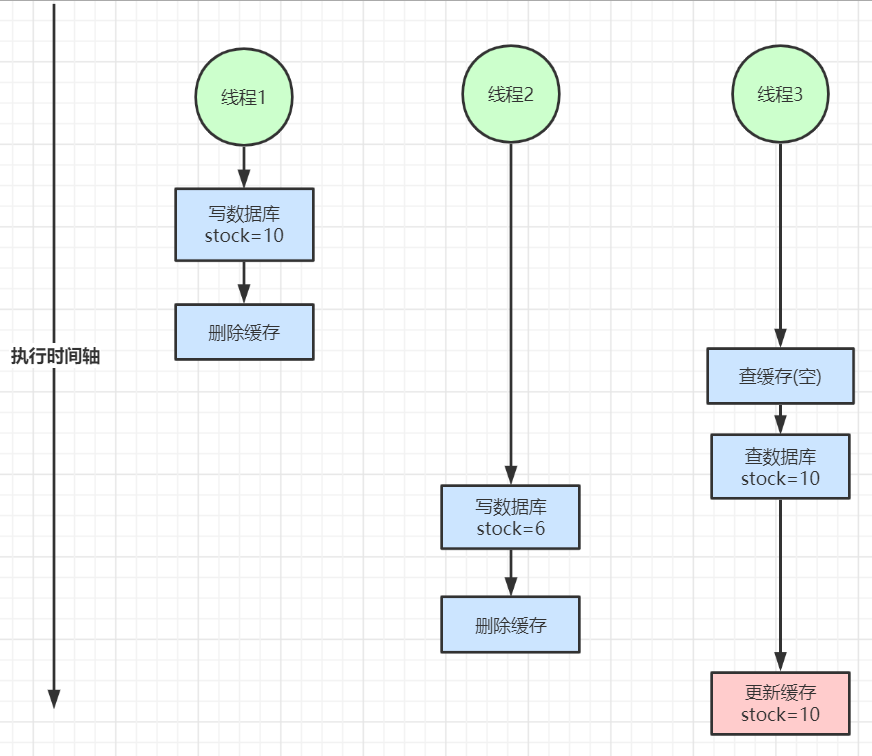 线程1
线程2
线程3
写数据库
stock=10
删除缓存
执行时间轴
查缓存(空)
查数据库
stock=10
写数据库
stock=6
删除缓存
更新缓存
stock=10